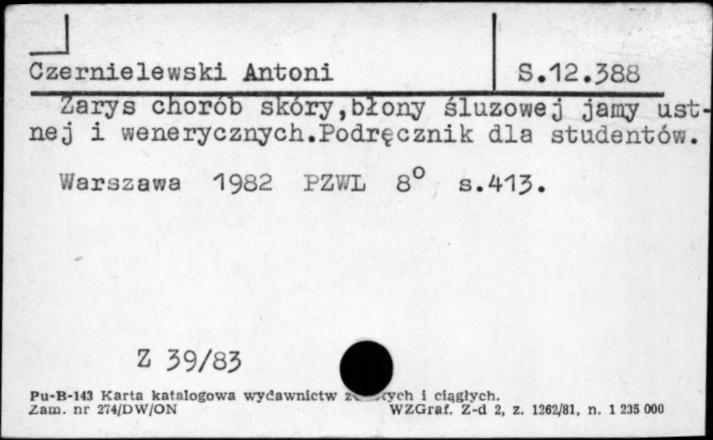 Czernielewski Antoni S.12.388
Zarys chorób skóry,błony śluzowej jamy ust-
nej i wenerycznych.Podręcznik dla studentów.
Warszawa 1982 PZWL 8° s.413.
Z 39/83
Pu-B-143 Karta katalogowa wydawnictw i ciągłych.
Zam. nr 274/DW/ON WZGraf. Z-d 2, z. 1262/81, n. 1 235 000